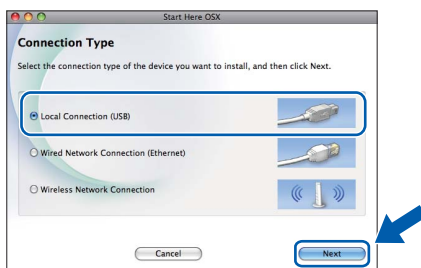 Start Here OSX
Connection Type
Select the connection type of the device you want to install, and then click Next.
Local Connection (USB)
Wired Network Connection (Ethernet)
Wireless Network Connection
Cancel
Next